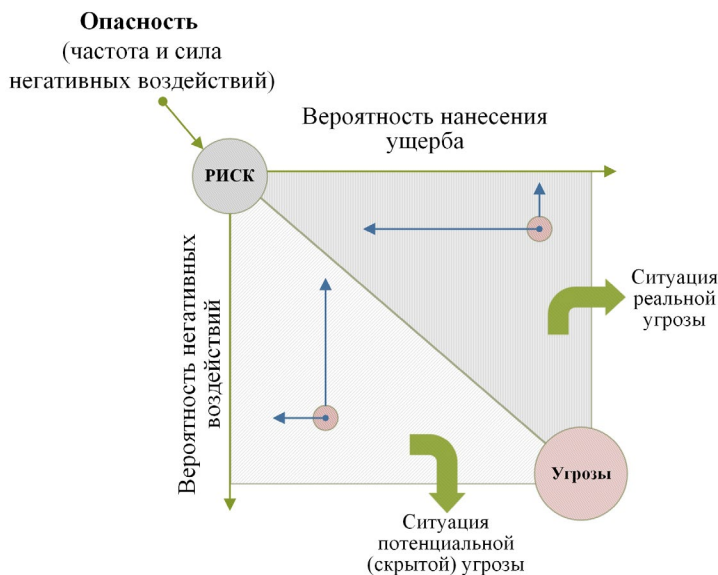 Опасность
(частота и сила
негативных воздействий)
Вероятность нанесения
ущерба
РИСК
Вероятность негативных
воздействий
Ситуация
реальной
угрозы
Угрозы
Ситуация
потенциальной
(скрытой) угрозы